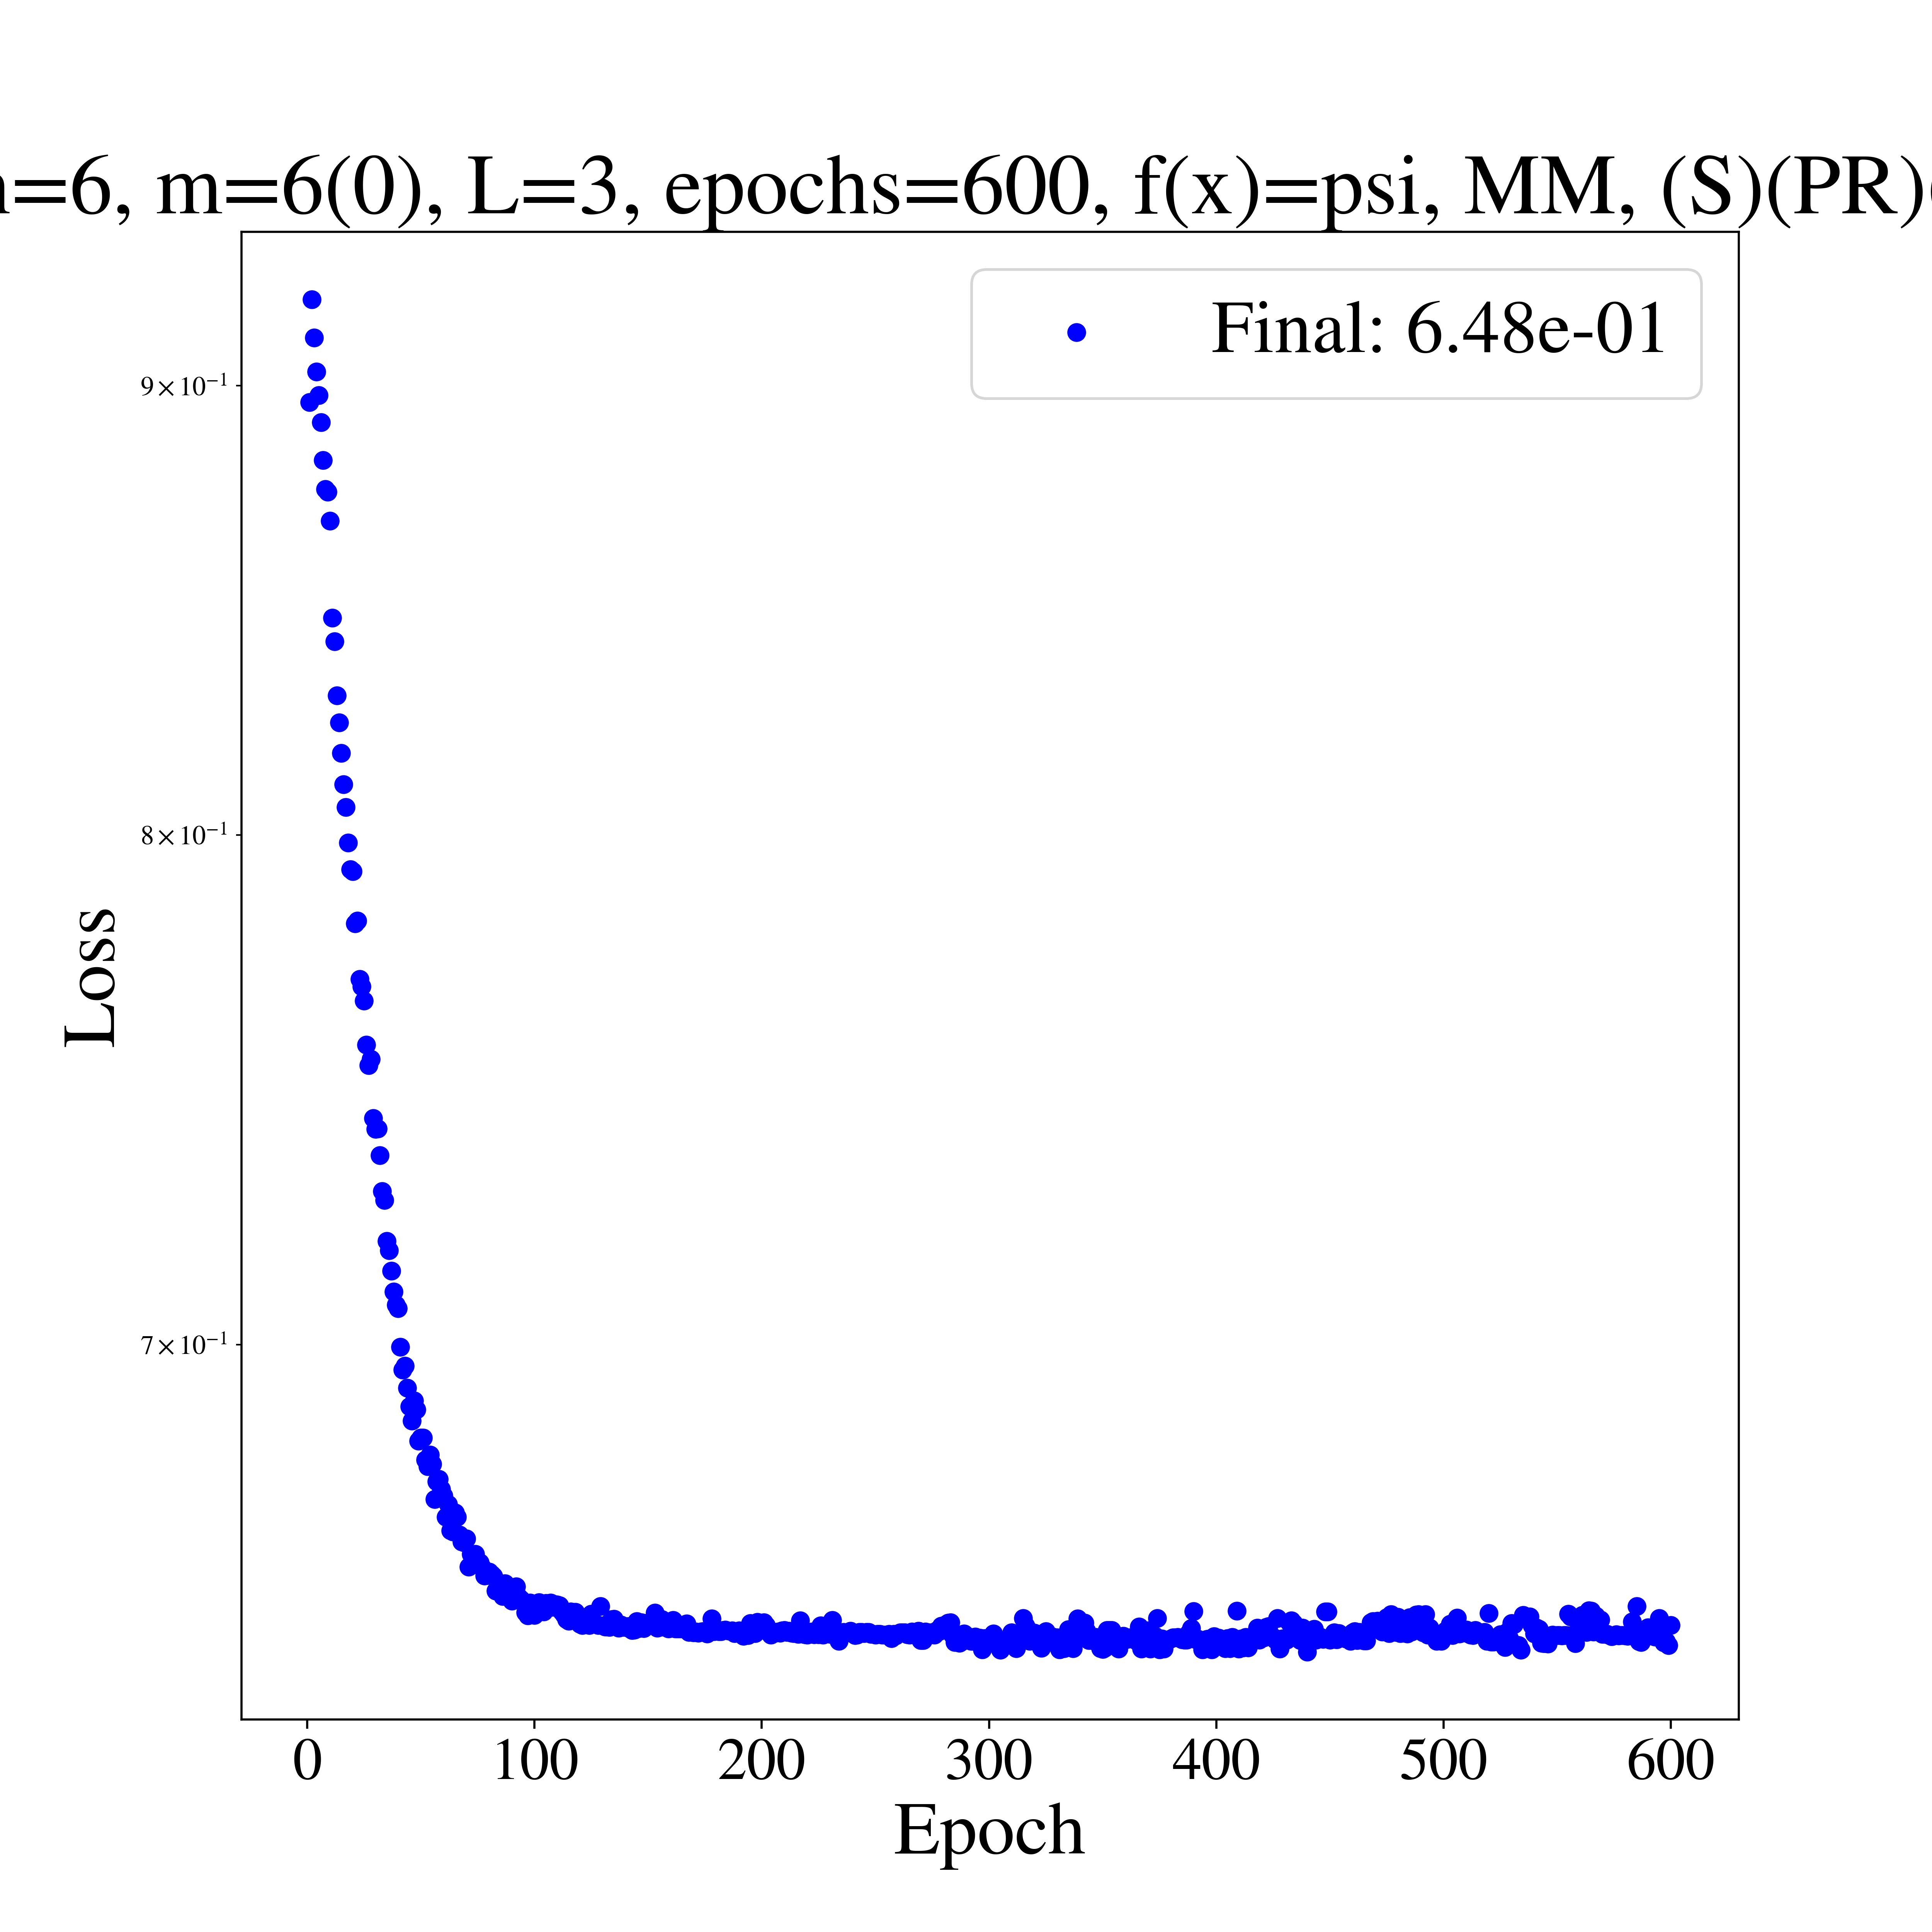 =6, m=6(0), L=3, epochs=600, f(x)=psi, MM, (S)(PR)
Final: 6.48e-01
9×10⁻¹
8×10⁻¹
7×10⁻¹
Loss
0 100 200 300 400 500 600
Epoch